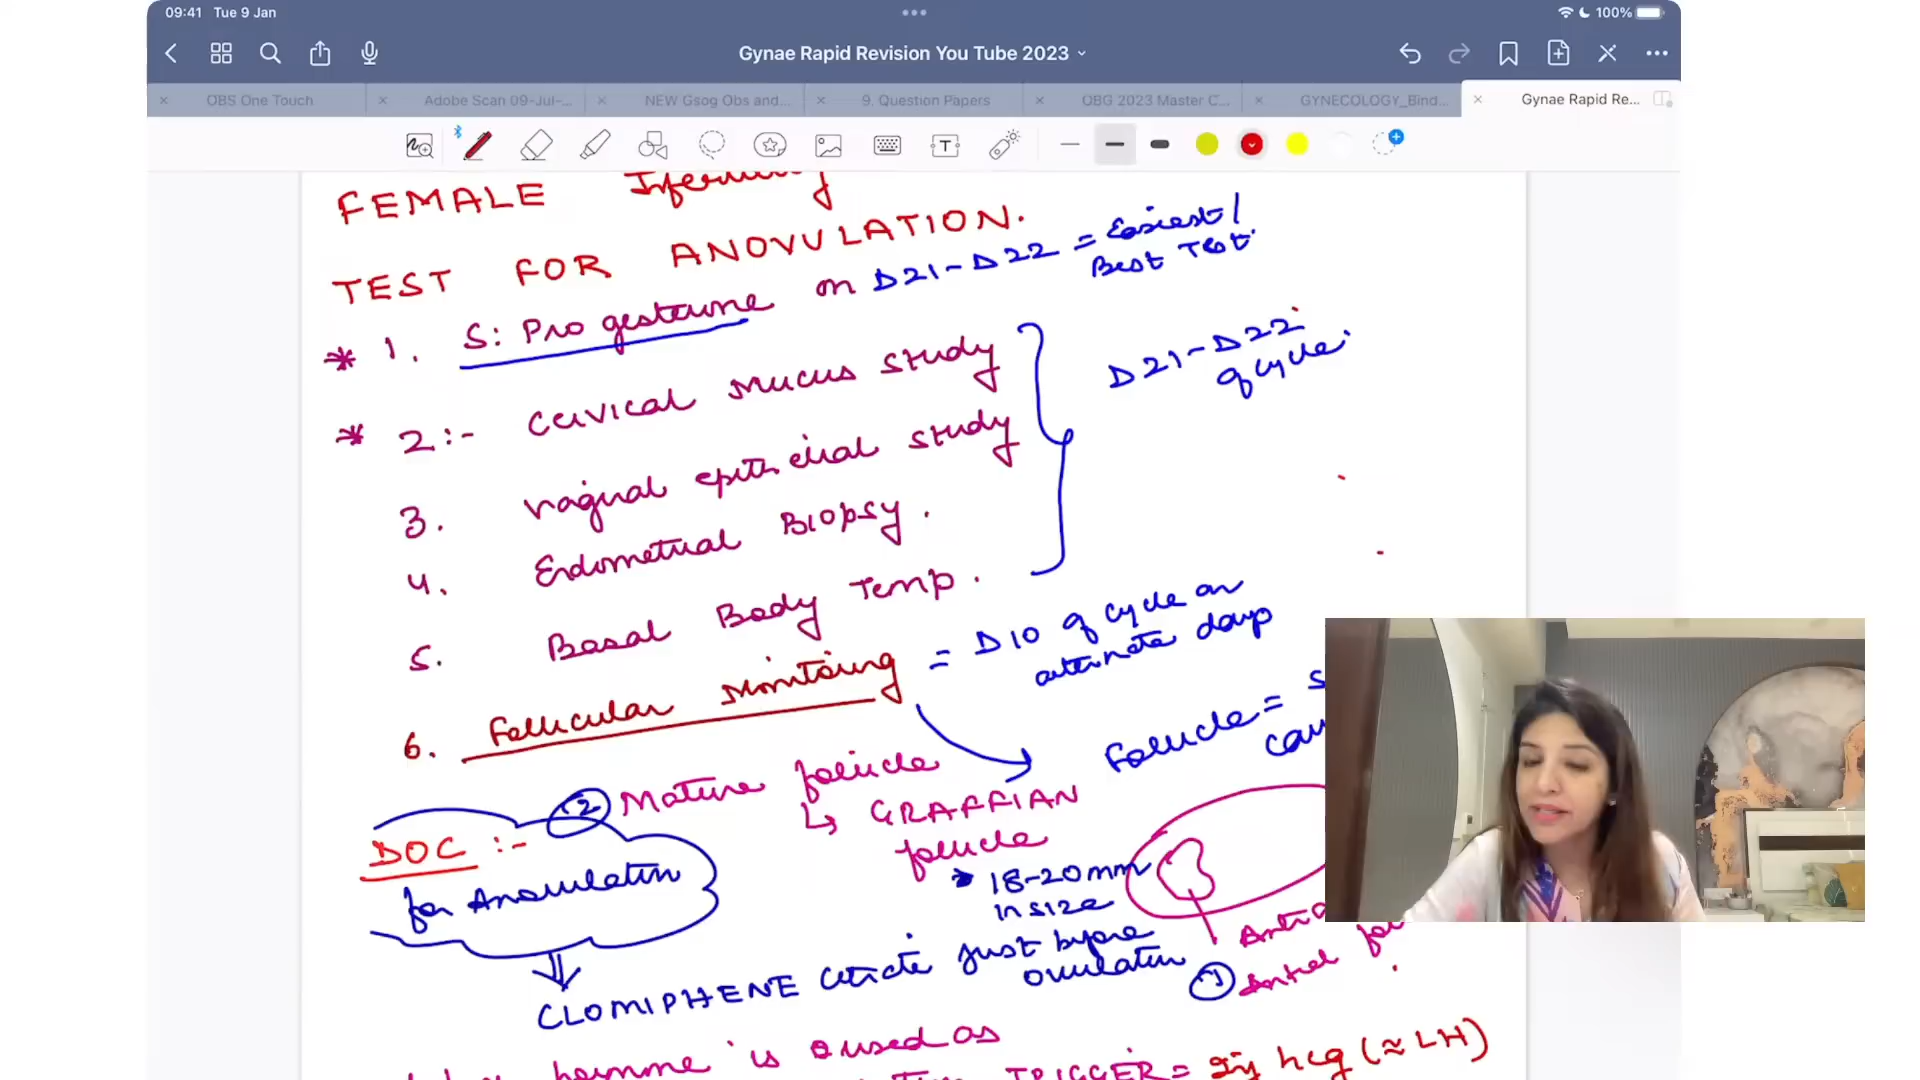 09:41 Tue 9 Jan
100%
Gynae Rapid Revision You Tube 2023
OBS One Touch
Adobe Scan 09-Jul-...
NEW Gsog Obs and...
9. Question Papers
OBG 2023 Master C...
GYNECOLOGY_Bind...
Gynae Rapid Re...
FEMALE Infertility
TEST FOR ANOVULATION.
* 1. S: Progesterone on D21-D22 = Easiest/
Best Test.
* 2:- Cervical Mucus Study
D21-D22
of cycle.
3. Vaginal epithelial study
4. Endometrial Biopsy.
5. Basal Body Temp.
6. Follicular Monitoring = D10 of cycle on
alternate days
Follicle = S
cav
② Mature follicle
↳ GRAFFIAN
follicle
→ 18-20mm
in size
just before
ovulation
DOC :-
for Anovulation
⇓
CLOMIPHENE citrate
Antr
① Antral fo
hormone is used as
TRIGGER = Inj hcg (≈ LH)